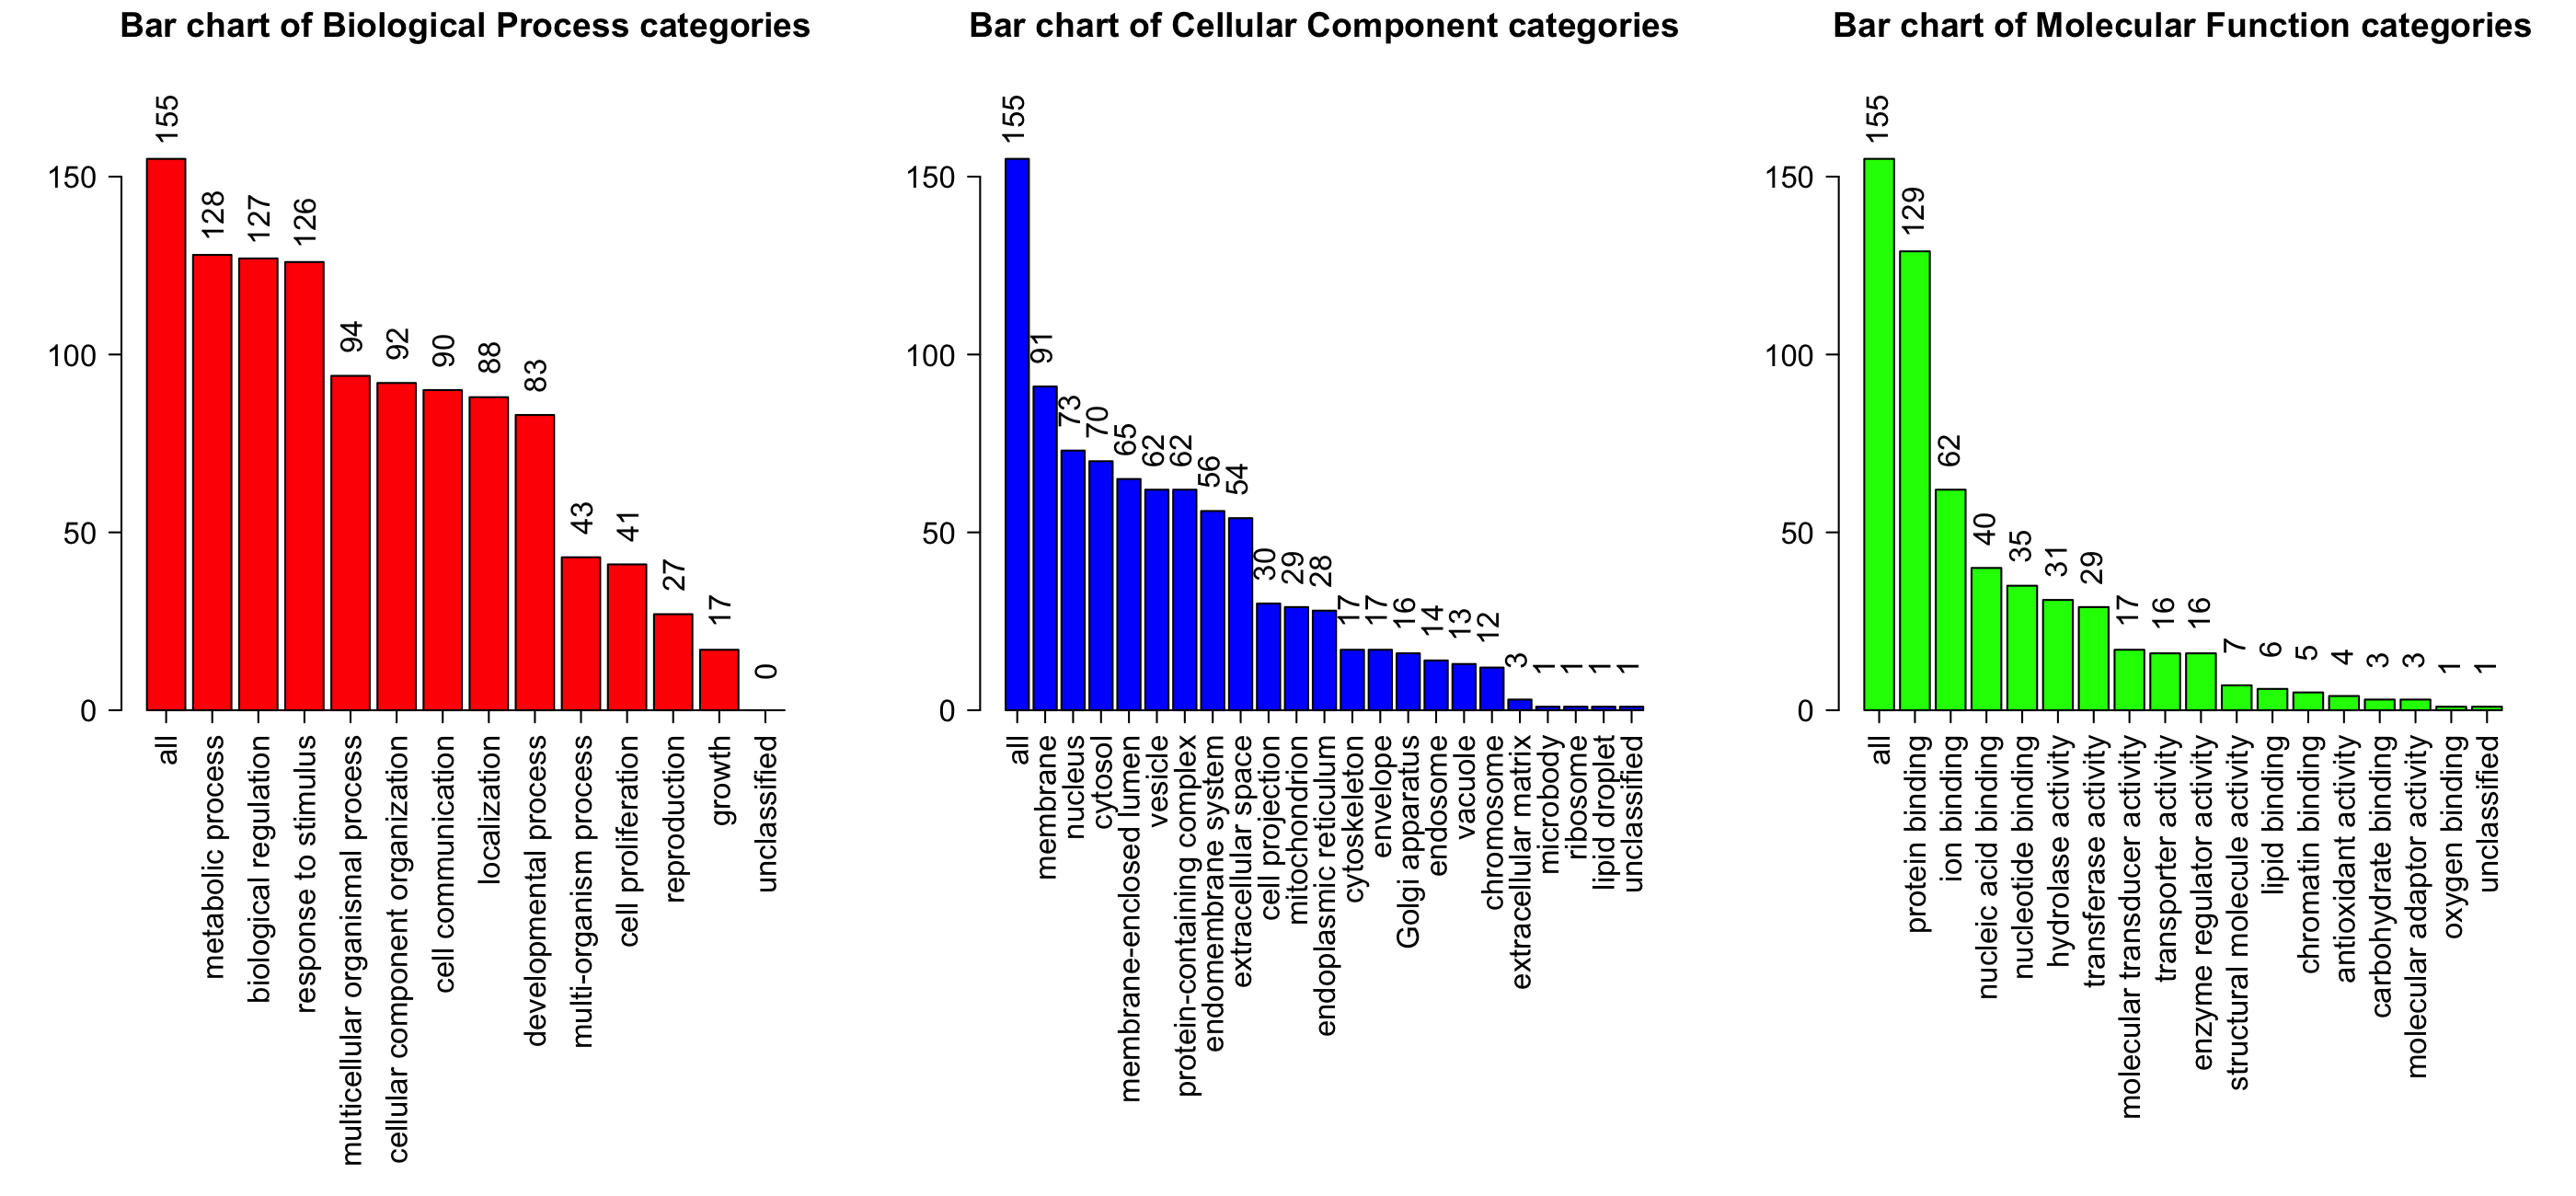 Bar chart of Biological Process categories
155
128
127
126
94
92
90
88
83
43
41
27
17
0
150
100
50
0
all
metabolic process
biological regulation
response to stimulus
multicellular organismal process
cellular component organization
cell communication
localization
developmental process
multi-organism process
cell proliferation
reproduction
growth
unclassified
Bar chart of Cellular Component categories
155
91
73
70
65
62
62
56
54
30
29
28
17
17
16
14
13
12
3
1
1
1
1
150
100
50
0
all
membrane
nucleus
cytosol
membrane-enclosed lumen
vesicle
protein-containing complex
endomembrane system
extracellular space
cell projection
mitochondrion
endoplasmic reticulum
cytoskeleton
envelope
Golgi apparatus
endosome
vacuole
chromosome
extracellular matrix
microbody
ribosome
lipid droplet
unclassified
Bar chart of Molecular Function categories
155
129
62
40
35
31
29
17
16
16
7
6
5
4
3
3
1
1
150
100
50
0
all
protein binding
ion binding
nucleic acid binding
nucleotide binding
hydrolase activity
transferase activity
molecular transducer activity
transporter activity
enzyme regulator activity
structural molecule activity
lipid binding
chromatin binding
antioxidant activity
carbohydrate binding
molecular adaptor activity
oxygen binding
unclassified